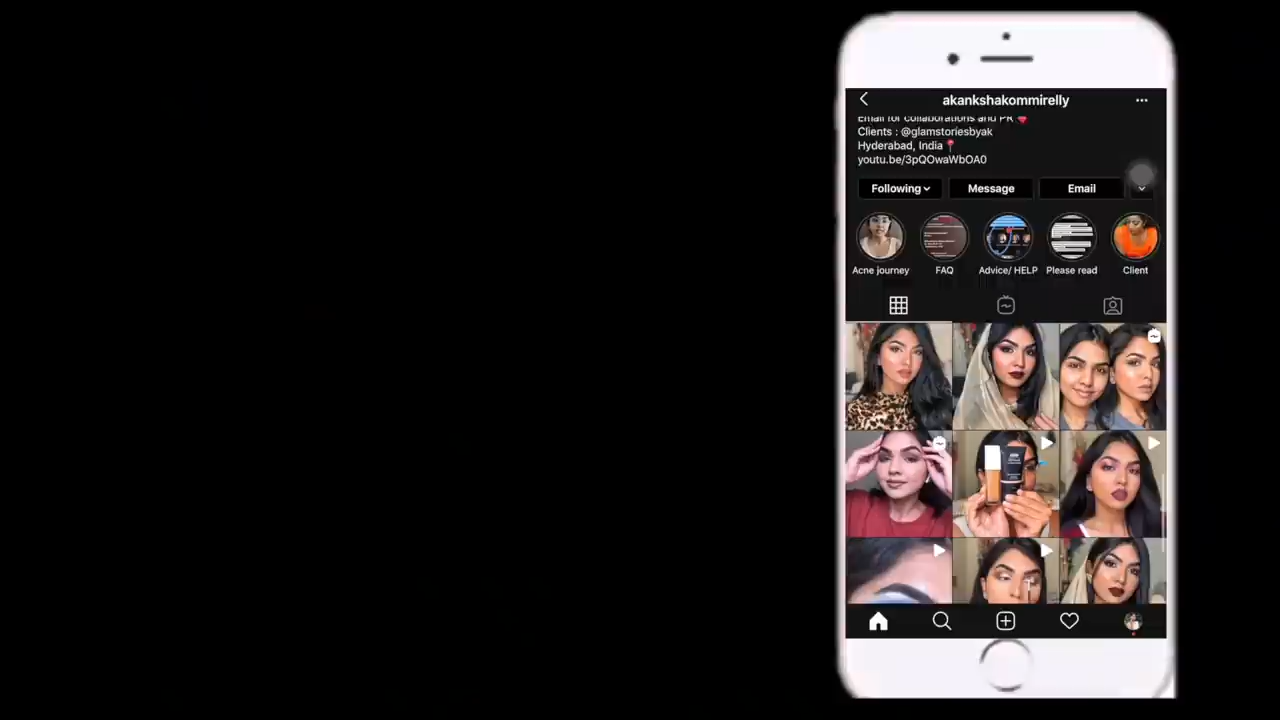 akankshakommirelly
Email for collaborations and PR
Clients : @glamstoriesbyak
Hyderabad, India
youtu.be/3pQOwaWbOA0
Following Message Email
Acne journey FAQ Advice/ HELP Please read Client